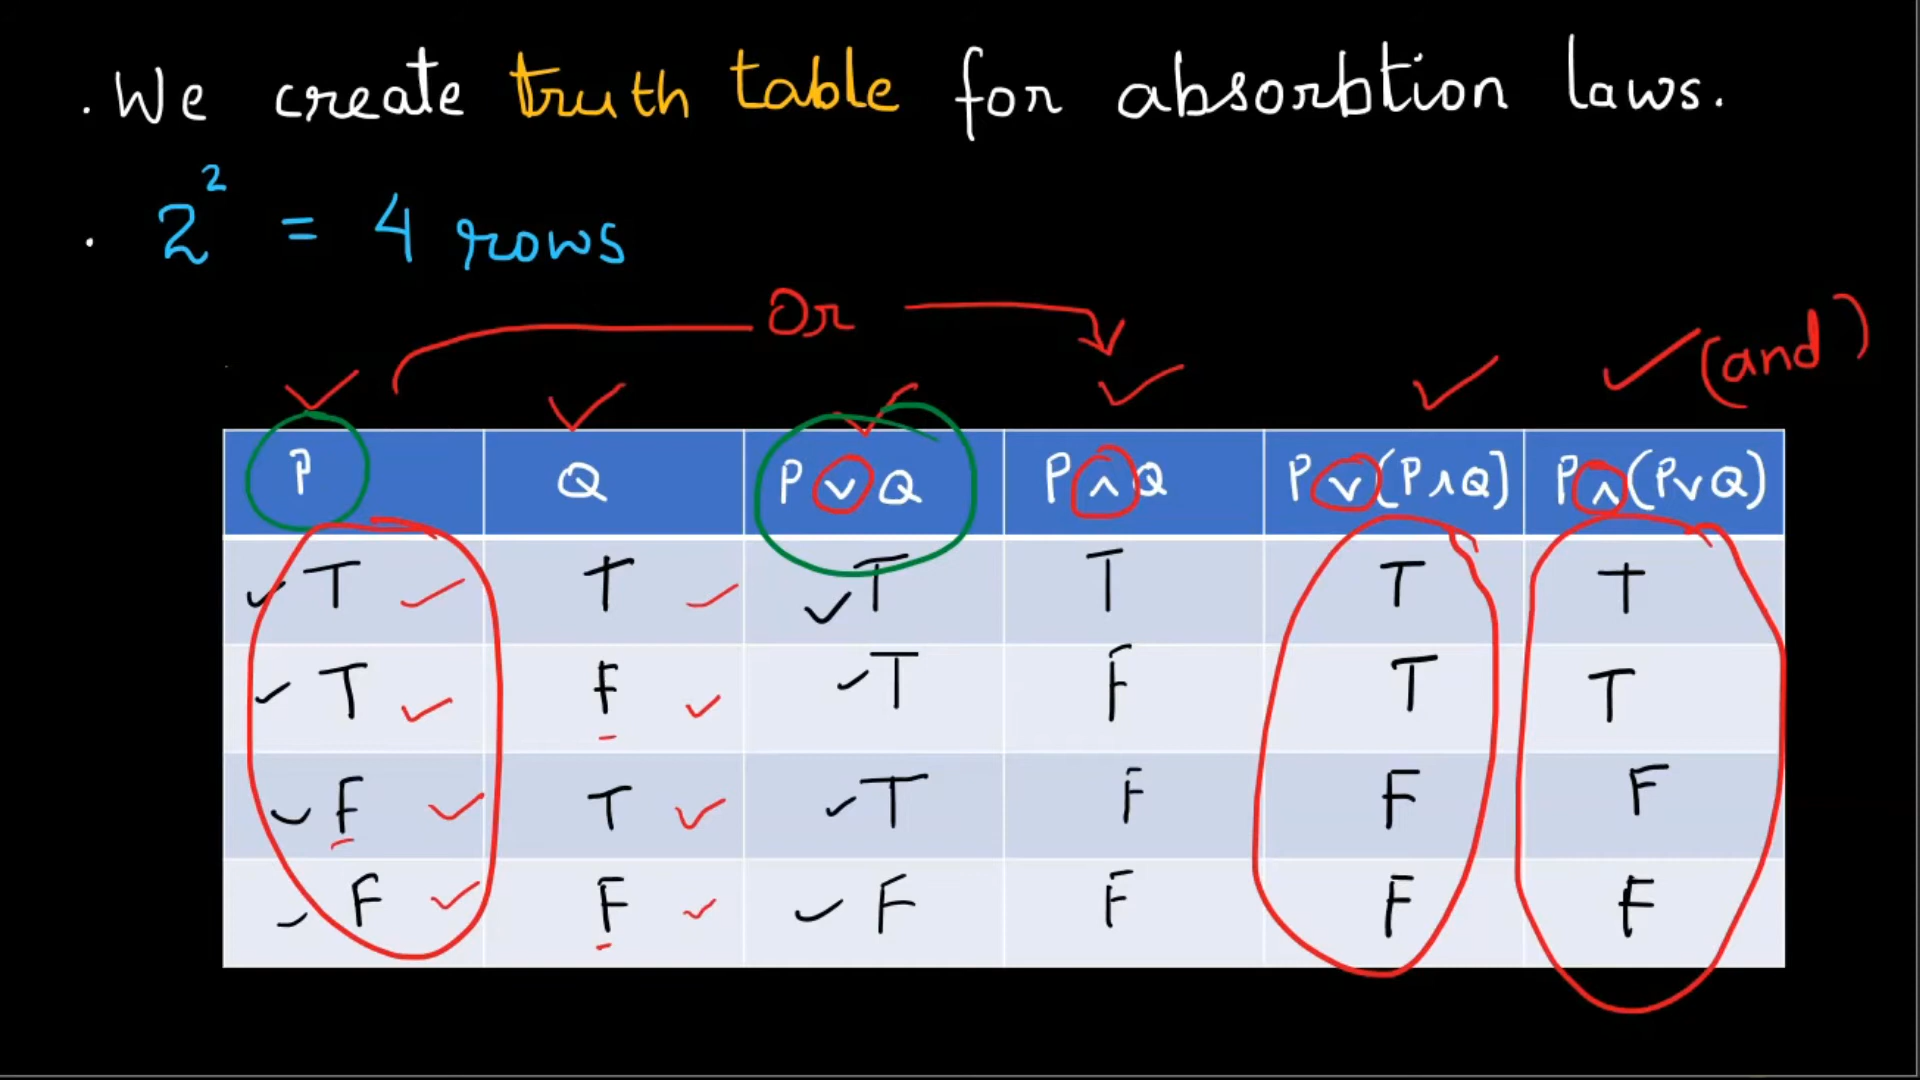 . We create truth table for absorbtion laws.
. 2² = 4 rows
Or
(and)
P Q P∨Q P∧Q P∨(P∧Q) P∧(P∨Q)
T T T T T T
T F T F T T
F T T F F F
F F F F F F